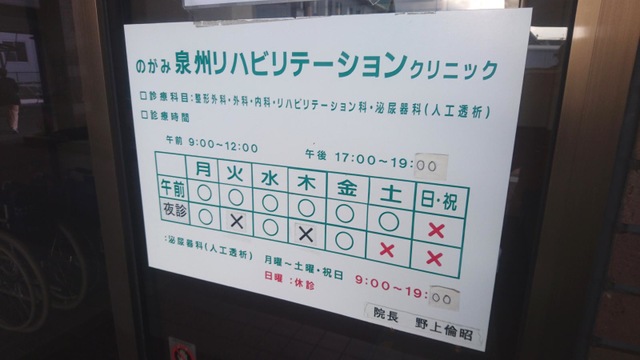 のがみ 泉州リハビリテーションクリニック
□診療科目:整形外科・外科・内科・リハビリテーション科・泌尿器科(人工透析)
□診療時間
午前 9:00~12:00 午後 17:00~19:00
月 火 水 木 金 土 日・祝
午前 ○ ○ ○ ○ ○ ○ ×
夜診 ○ × ○ × ○ × ×
:泌尿器科(人工透析) 月曜~土曜・祝日 9:00~19:00
日曜:休診
院長 野上倫昭